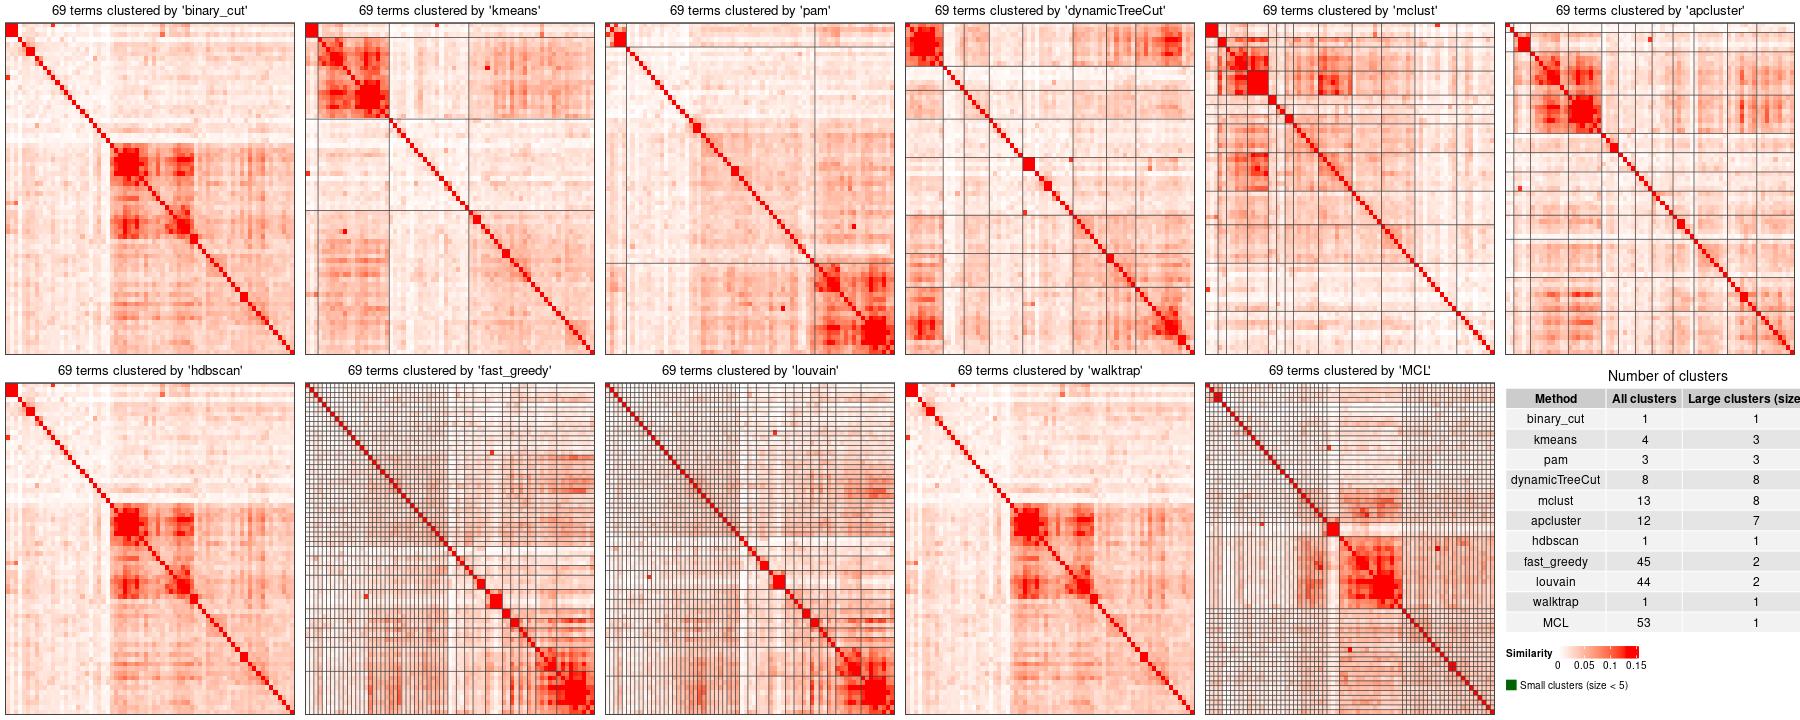 69 terms clustered by 'binary_cut'
69 terms clustered by 'kmeans'
69 terms clustered by 'pam'
69 terms clustered by 'dynamicTreeCut'
69 terms clustered by 'mclust'
69 terms clustered by 'apcluster'
69 terms clustered by 'hdbscan'
69 terms clustered by 'fast_greedy'
69 terms clustered by 'louvain'
69 terms clustered by 'walktrap'
69 terms clustered by 'MCL'
Number of clusters
Method All clusters Large clusters (size
binary_cut 1 1
kmeans 4 3
pam 3 3
dynamicTreeCut 8 8
mclust 13 8
apcluster 12 7
hdbscan 1 1
fast_greedy 45 2
louvain 44 2
walktrap 1 1
MCL 53 1
Similarity
0 0.05 0.1 0.15
Small clusters (size < 5)